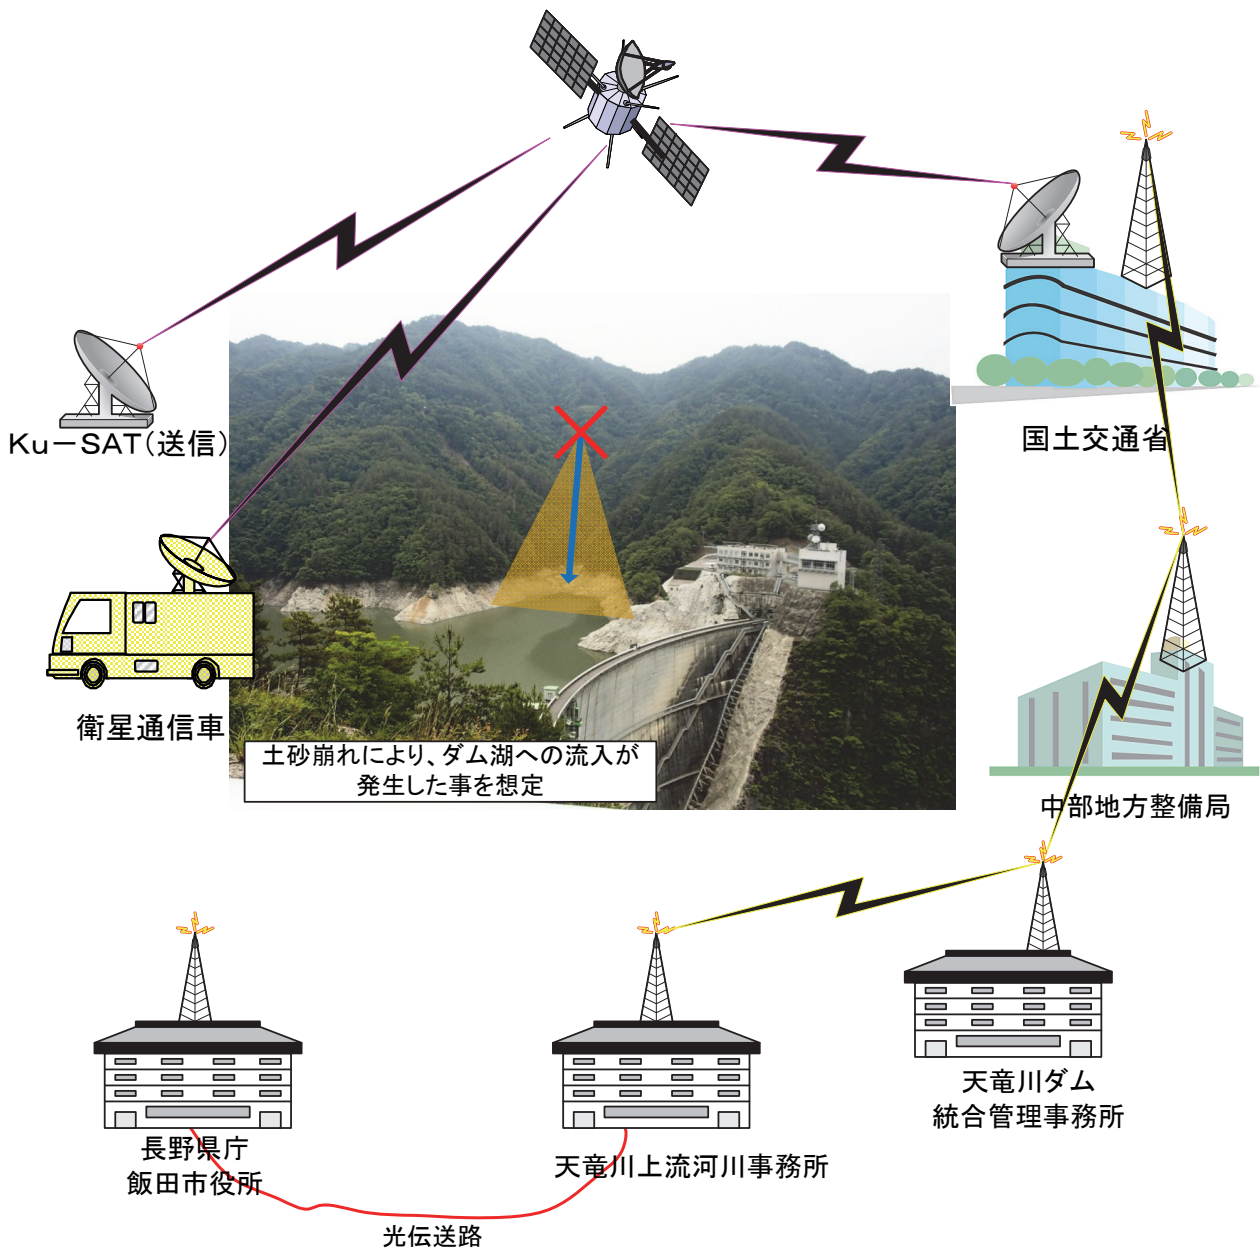 Ku－SAT(送信)
国土交通省
衛星通信車
土砂崩れにより、ダム湖への流入が
発生した事を想定
中部地方整備局
天竜川ダム
統合管理事務所
長野県庁
飯田市役所
天竜川上流河川事務所
光伝送路